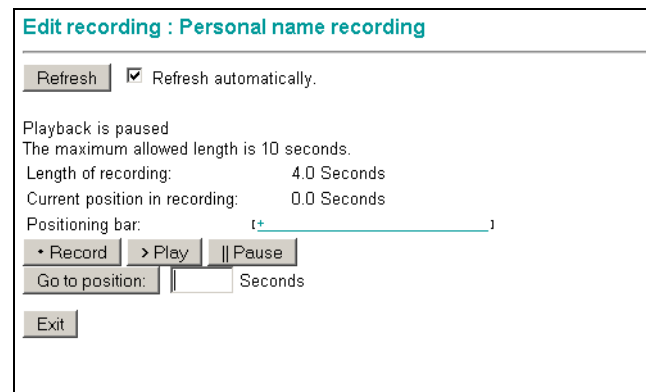 Edit recording : Personal name recording
Refresh Refresh automatically.
Playback is paused
The maximum allowed length is 10 seconds.
Length of recording: 4.0 Seconds
Current position in recording: 0.0 Seconds
Positioning bar: [+ ]
• Record > Play || Pause
Go to position: Seconds
Exit